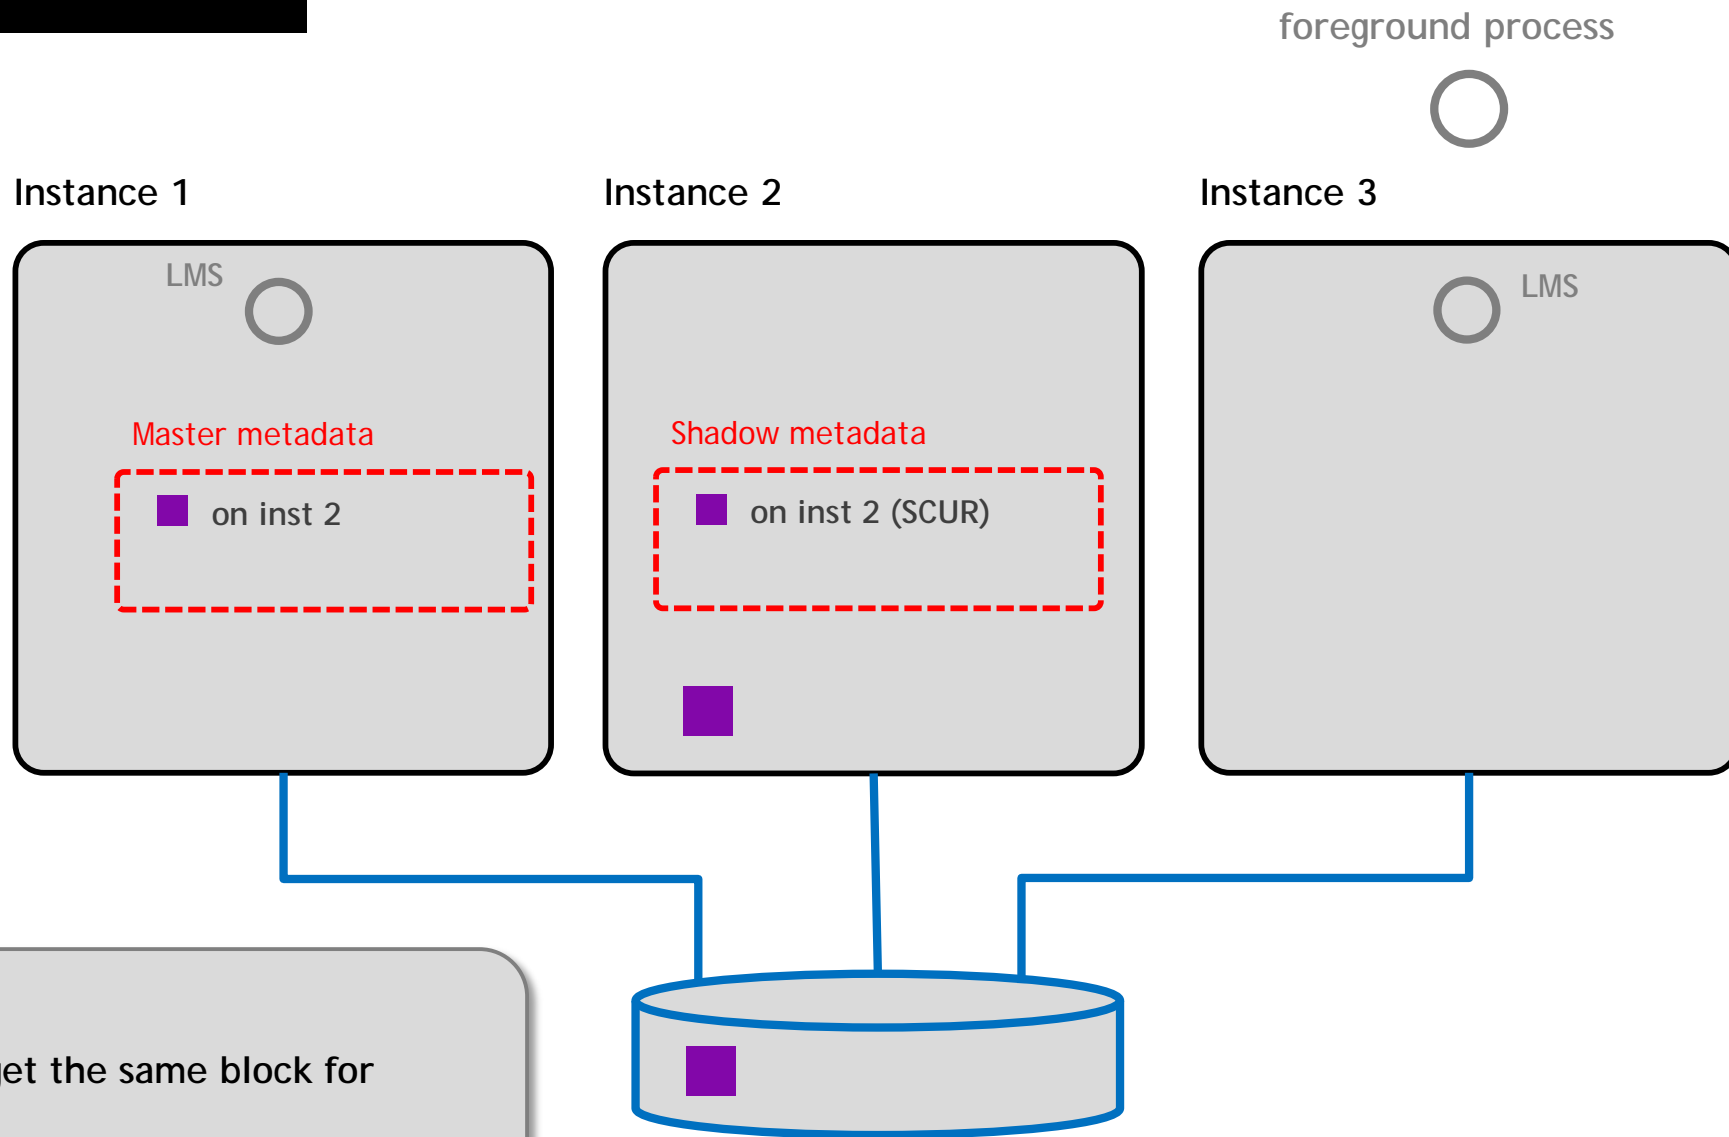 foreground process
Instance 1
Instance 2
Instance 3
LMS
LMS
Master metadata
Shadow metadata
on inst 2
on inst 2 (SCUR)
get the same block for